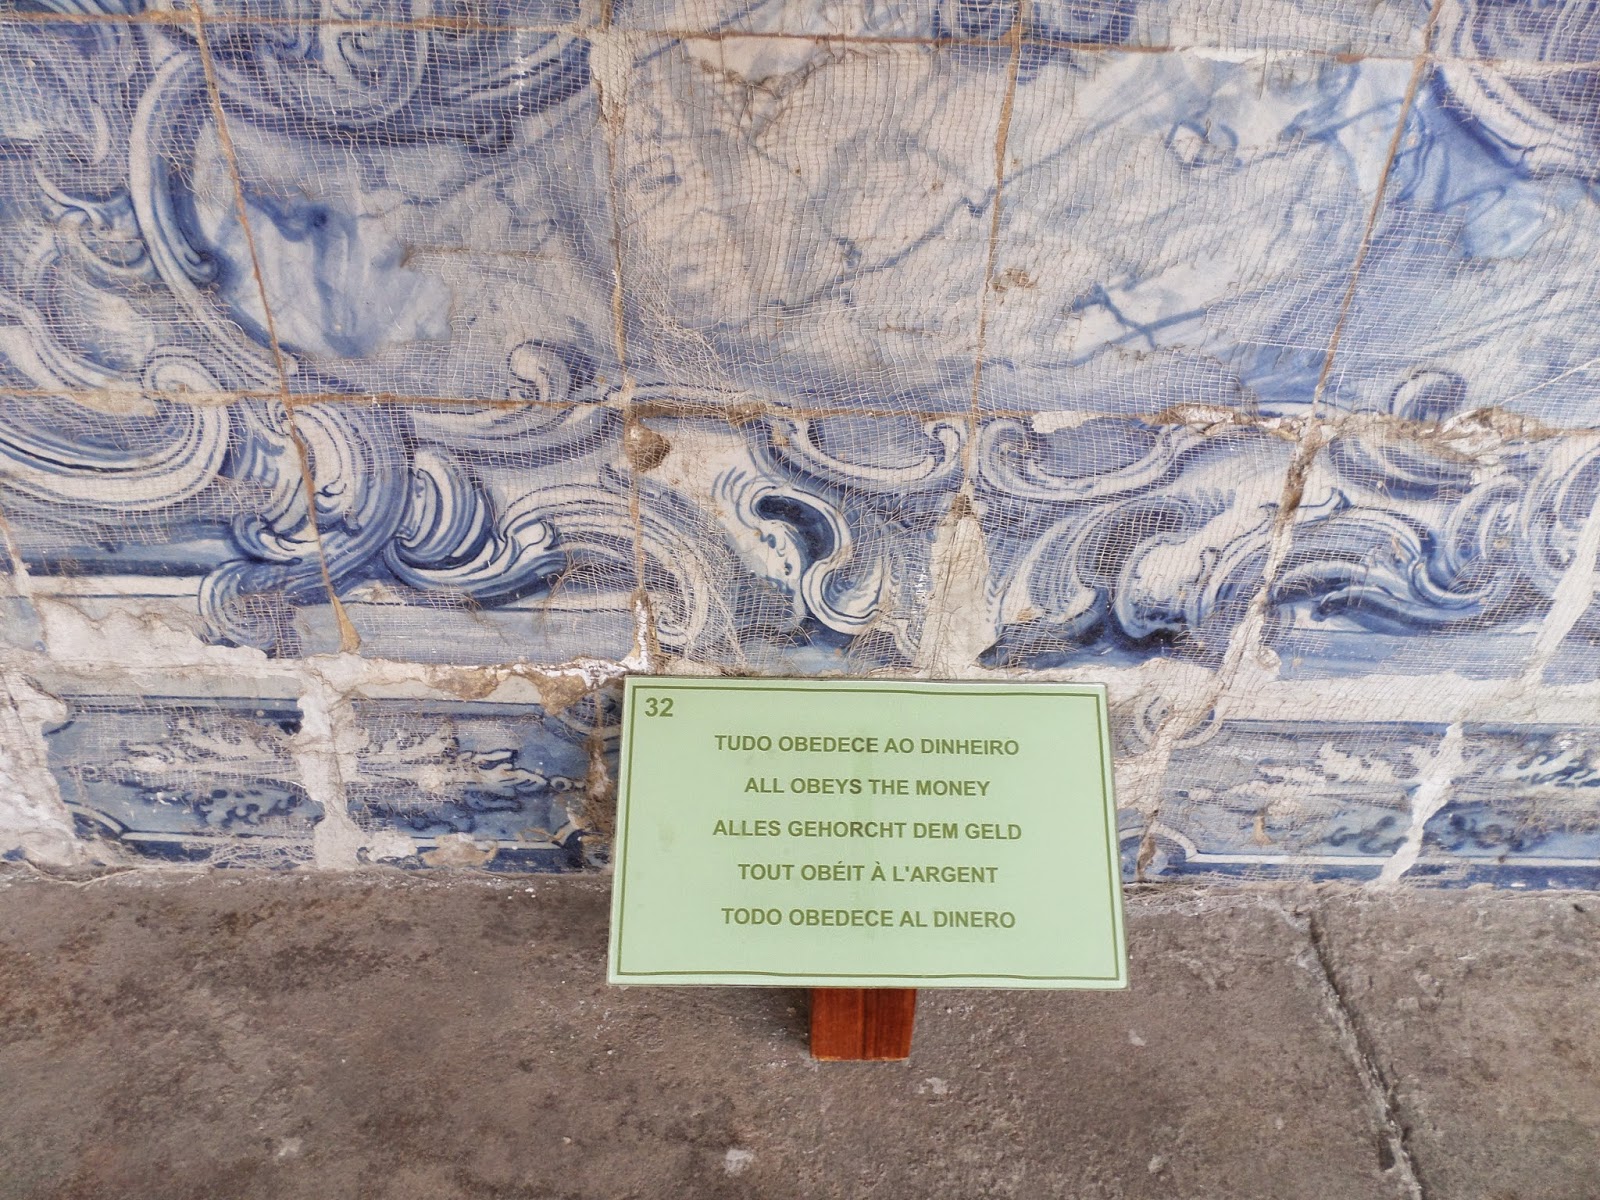 32
TUDO OBEDECE AO DINHEIRO
ALL OBEYS THE MONEY
ALLES GEHORCHT DEM GELD
TOUT OBÉIT À L'ARGENT
TODO OBEDECE AL DINERO